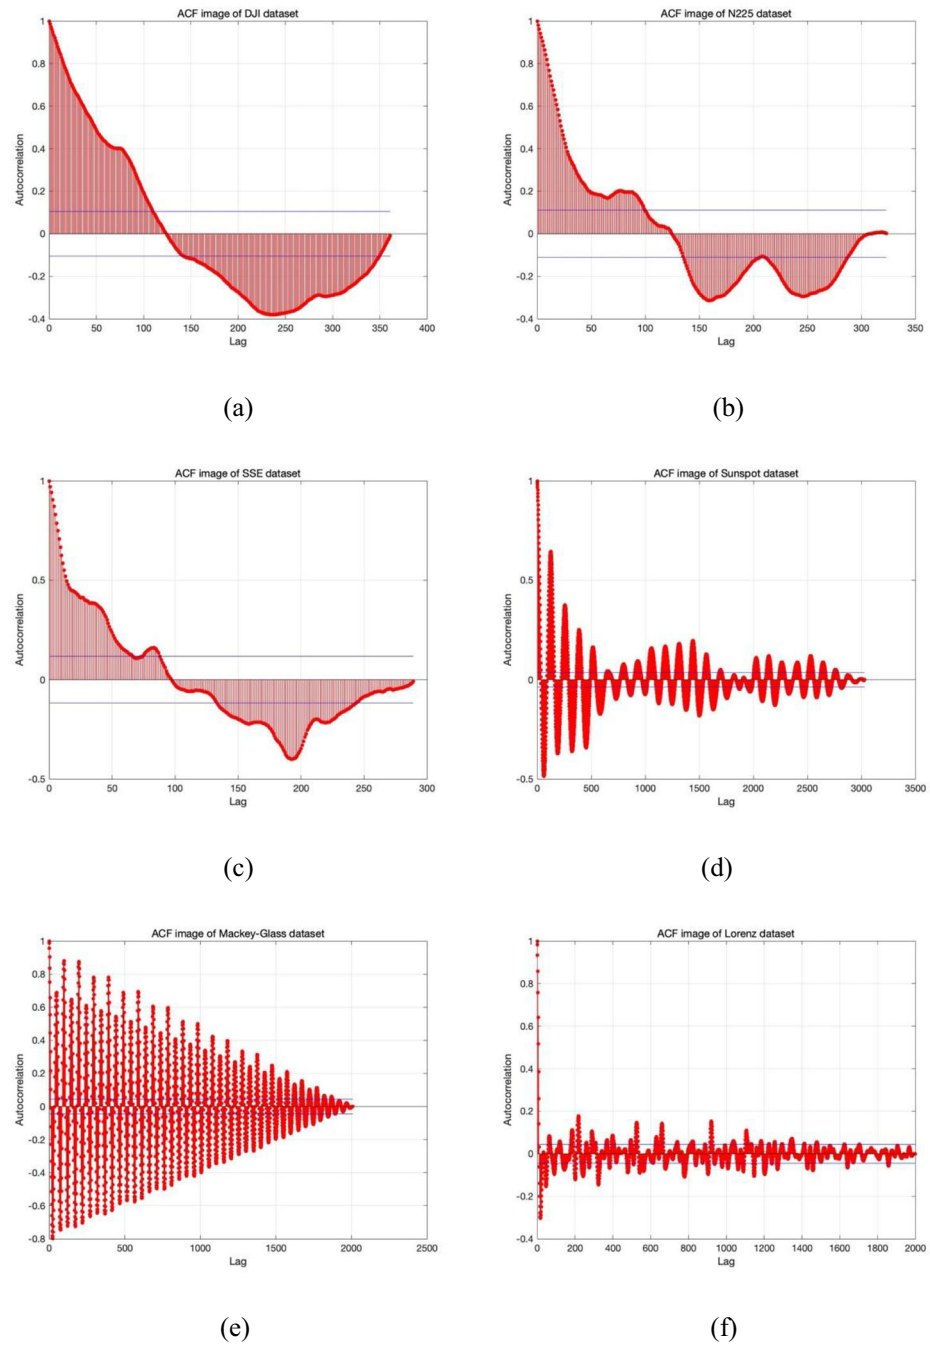 ACF image of DJI dataset
1
0.8
0.6
0.4
0.2
0
-0.2
-0.4
Autocorrelation
0 50 100 150 200 250 300 350 400
Lag
(a)
ACF image of N225 dataset
1
0.8
0.6
0.4
0.2
0
-0.2
-0.4
Autocorrelation
0 50 100 150 200 250 300 350
Lag
(b)
ACF image of SSE dataset
1
0.5
0
-0.5
Autocorrelation
0 50 100 150 200 250 300
Lag
(c)
ACF image of Sunspot dataset
1
0.5
0
-0.5
Autocorrelation
0 500 1000 1500 2000 2500 3000 3500
Lag
(d)
ACF image of Mackey-Glass dataset
1
0.8
0.6
0.4
0.2
0
-0.2
-0.4
-0.6
-0.8
Autocorrelation
0 500 1000 1500 2000 2500
Lag
(e)
ACF image of Lorenz dataset
1
0.8
0.6
0.4
0.2
0
-0.2
-0.4
Autocorrelation
0 200 400 600 800 1000 1200 1400 1600 1800 2000
Lag
(f)